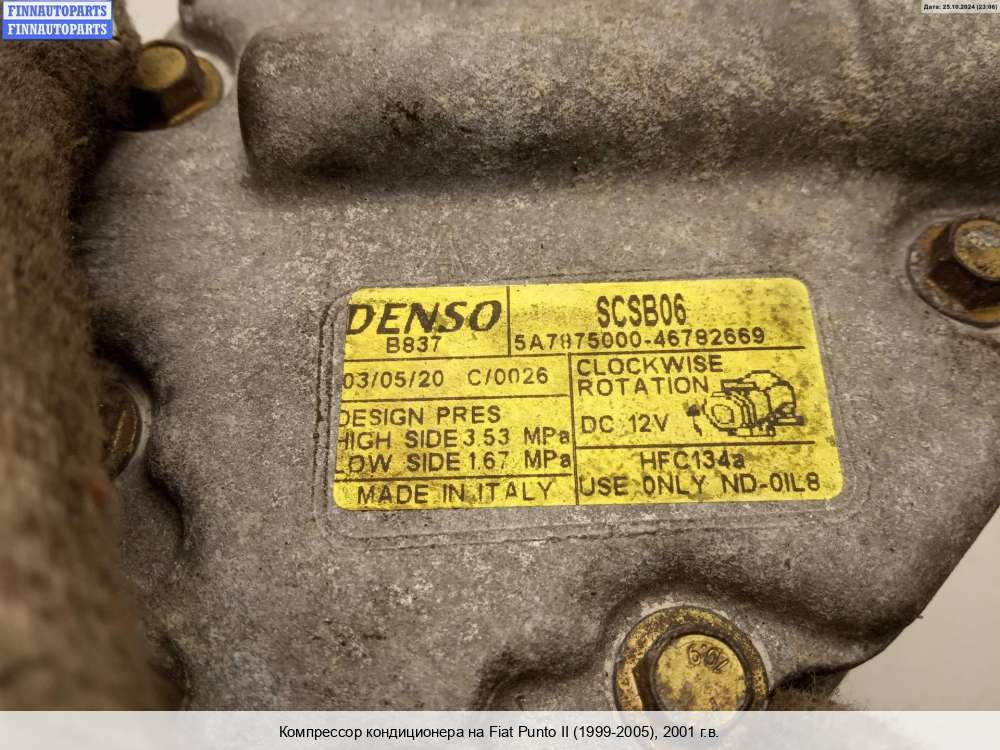 FINNAUTOPARTS
FINNAUTOPARTS
Дата: 25.10.2024 (23:06)
DENSO
B837
SCSB06
5A7875000-46782669
03/05/20 C/0026
CLOCKWISE
ROTATION
DC 12V
DESIGN PRES
HIGH SIDE 3.53 MPa
LOW SIDE 1.67 MPa
HFC134a
MADE IN ITALY
USE ONLY ND-OIL8
10.9
Компрессор кондиционера на Fiat Punto II (1999-2005), 2001 г.в.